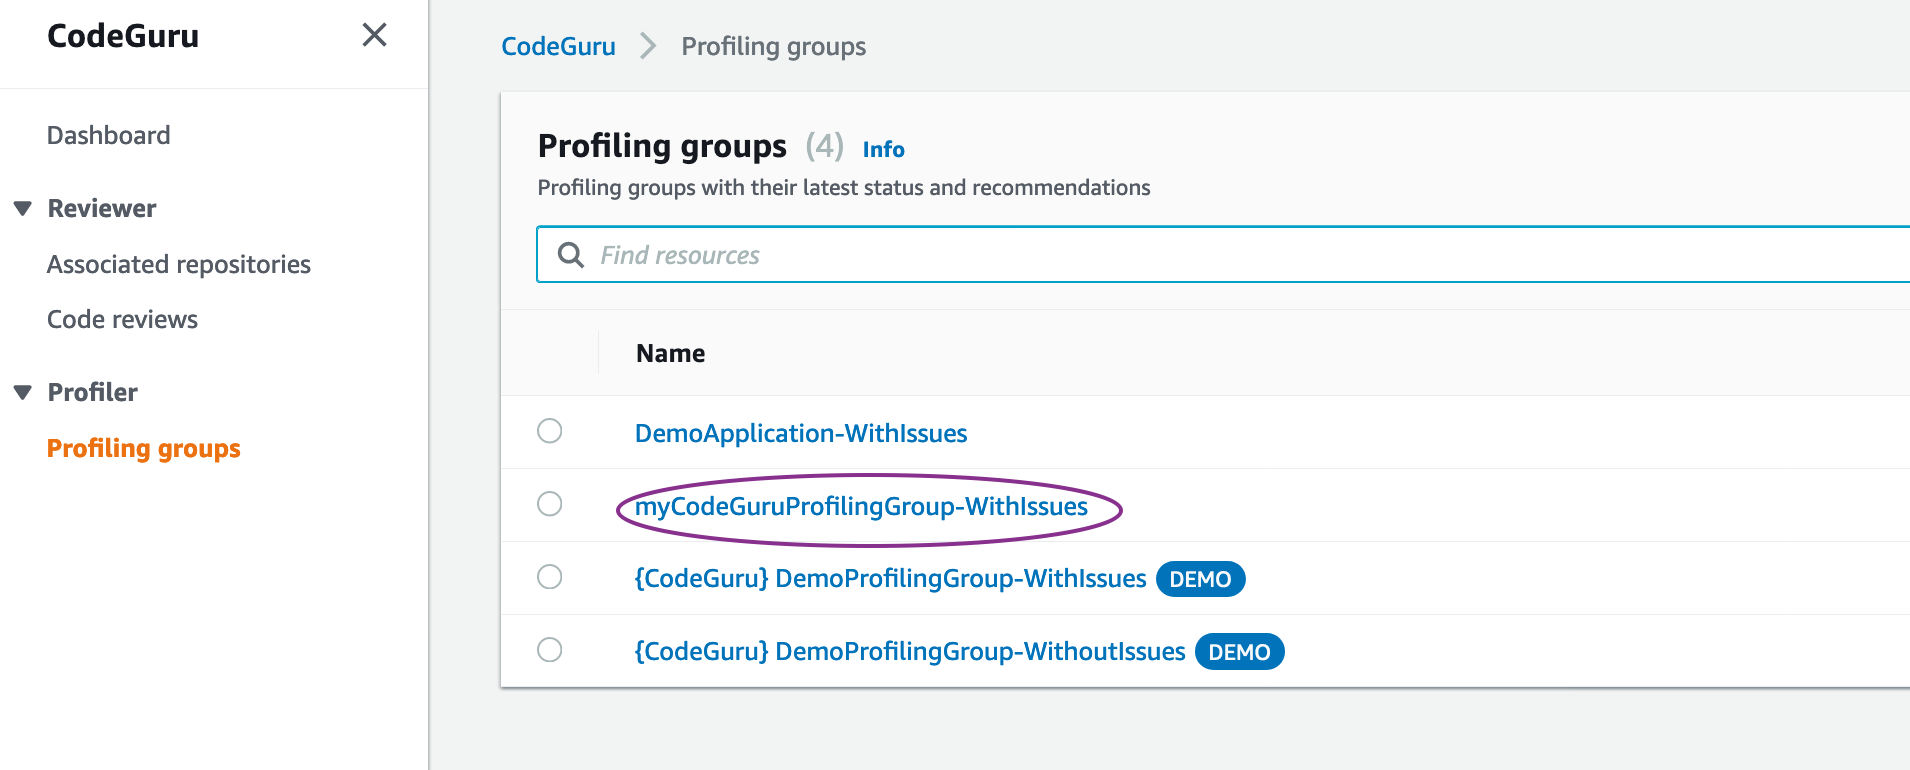 CodeGuru
Dashboard
Reviewer
Associated repositories
Code reviews
Profiler
Profiling groups
CodeGuru > Profiling groups
Profiling groups (4) Info
Profiling groups with their latest status and recommendations
Find resources
Name
DemoApplication-WithIssues
myCodeGuruProfilingGroup-WithIssues
{CodeGuru} DemoProfilingGroup-WithIssues DEMO
{CodeGuru} DemoProfilingGroup-WithoutIssues DEMO